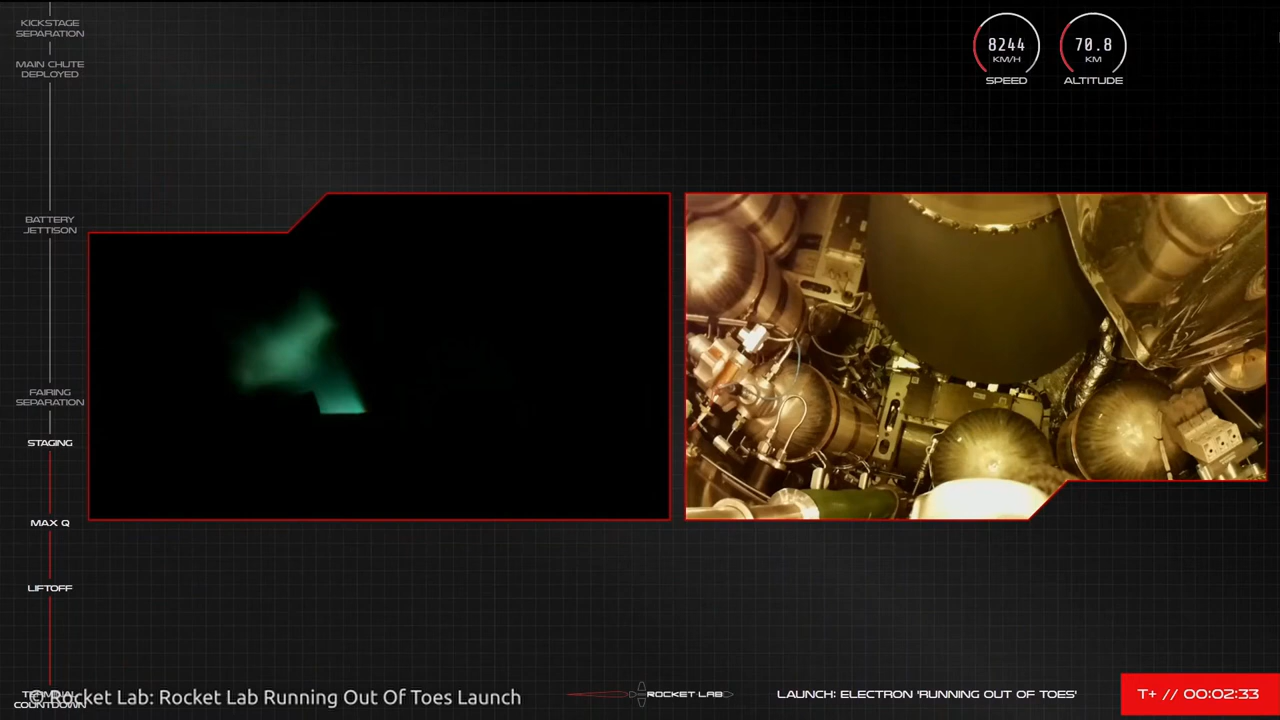 KICKSTAGE
SEPARATION
MAIN CHUTE
DEPLOYED
BATTERY
JETTISON
FAIRING
SEPARATION
STAGING
MAX Q
LIFTOFF
TERMINAL
COUNTDOWN
8244
KM/H
SPEED
70.8
KM
ALTITUDE
© Rocket Lab: Rocket Lab Running Out Of Toes Launch
ROCKET LAB
LAUNCH: ELECTRON 'RUNNING OUT OF TOES'
T+ // 00:02:33